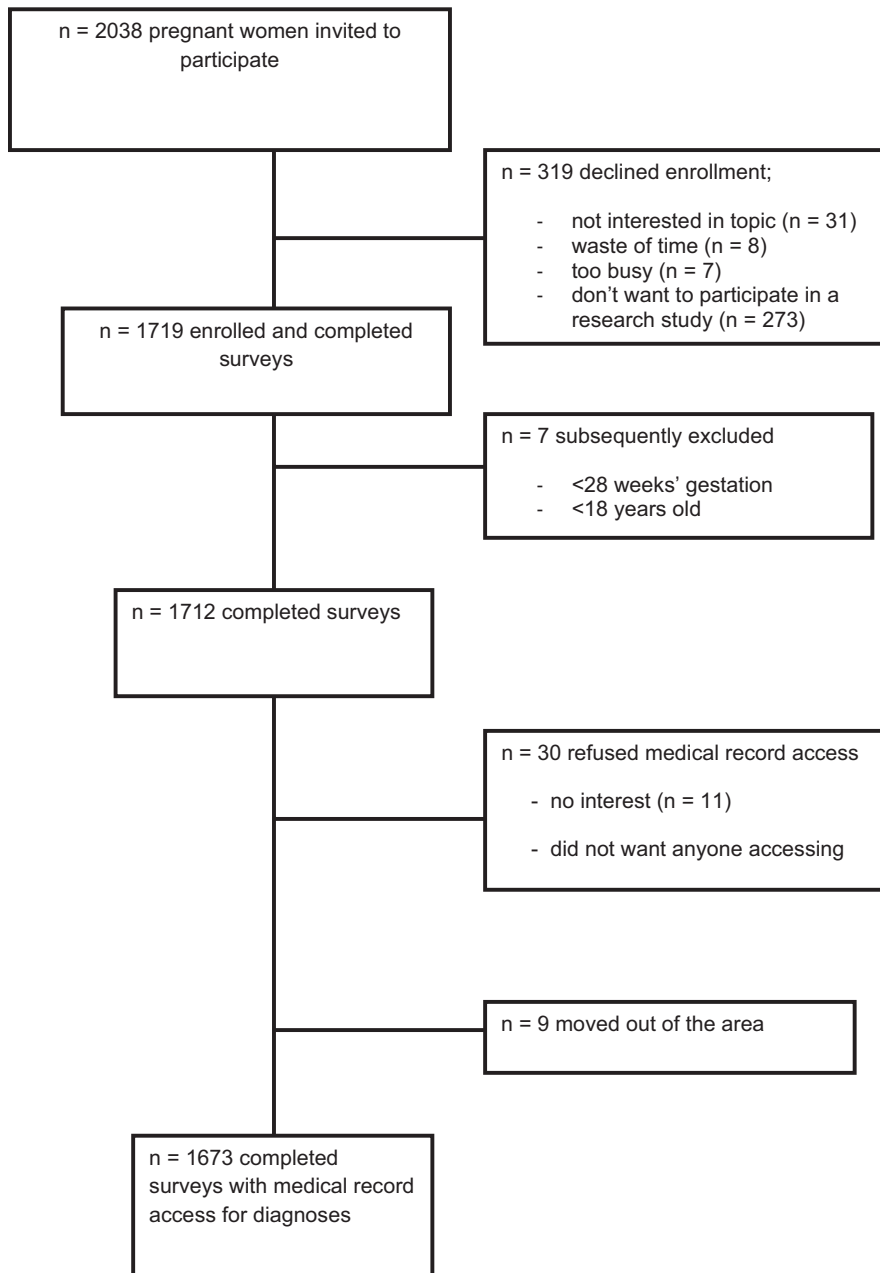 n = 2038 pregnant women invited to
participate
n = 319 declined enrollment;
- not interested in topic (n = 31)
- waste of time (n = 8)
- too busy (n = 7)
- don’t want to participate in a
research study (n = 273)
n = 1719 enrolled and completed
surveys
n = 7 subsequently excluded
- <28 weeks’ gestation
- <18 years old
n = 1712 completed surveys
n = 30 refused medical record access
- no interest (n = 11)
- did not want anyone accessing
n = 9 moved out of the area
n = 1673 completed
surveys with medical record
access for diagnoses